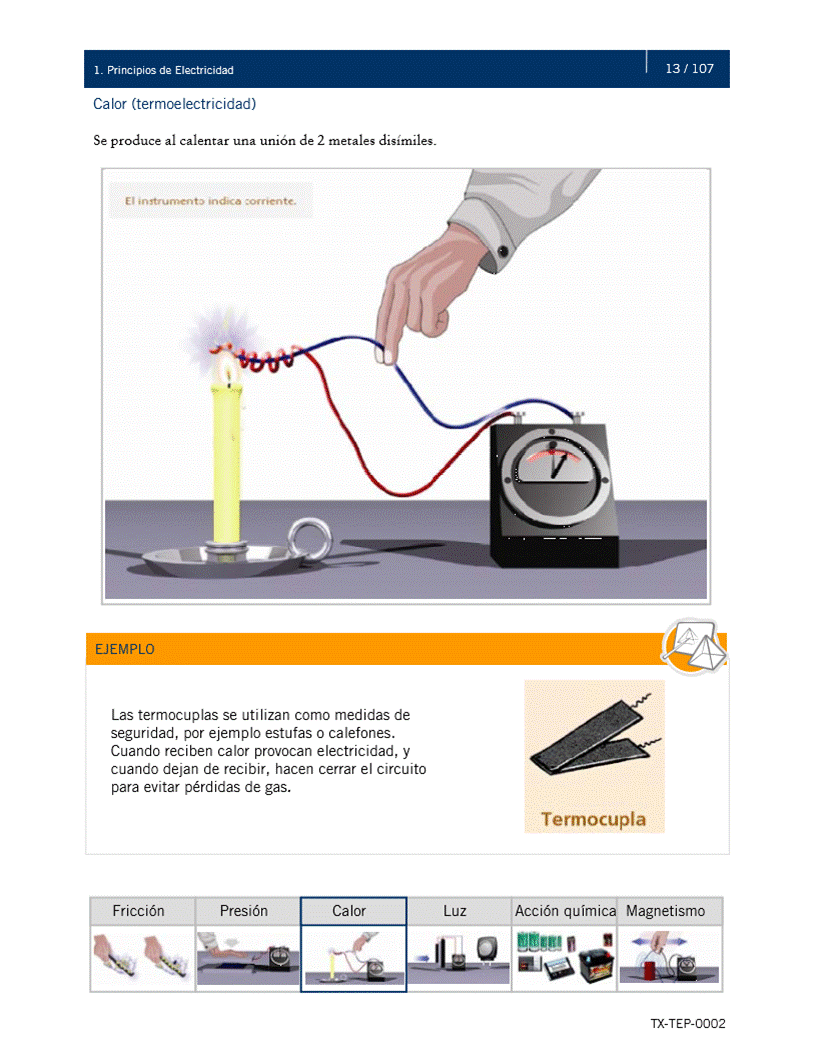 1. Principios de Electricidad
13 / 107
Calor (termoelectricidad)
Se produce al calentar una unión de 2 metales disímiles.
El instrumento indica corriente.
EJEMPLO
Las termocuplas se utilizan como medidas de
seguridad, por ejemplo estufas o calefones.
Cuando reciben calor provocan electricidad, y
cuando dejan de recibir, hacen cerrar el circuito
para evitar pérdidas de gas.
Termocupla
Fricción Presión Calor Luz Acción química Magnetismo
TX-TEP-0002